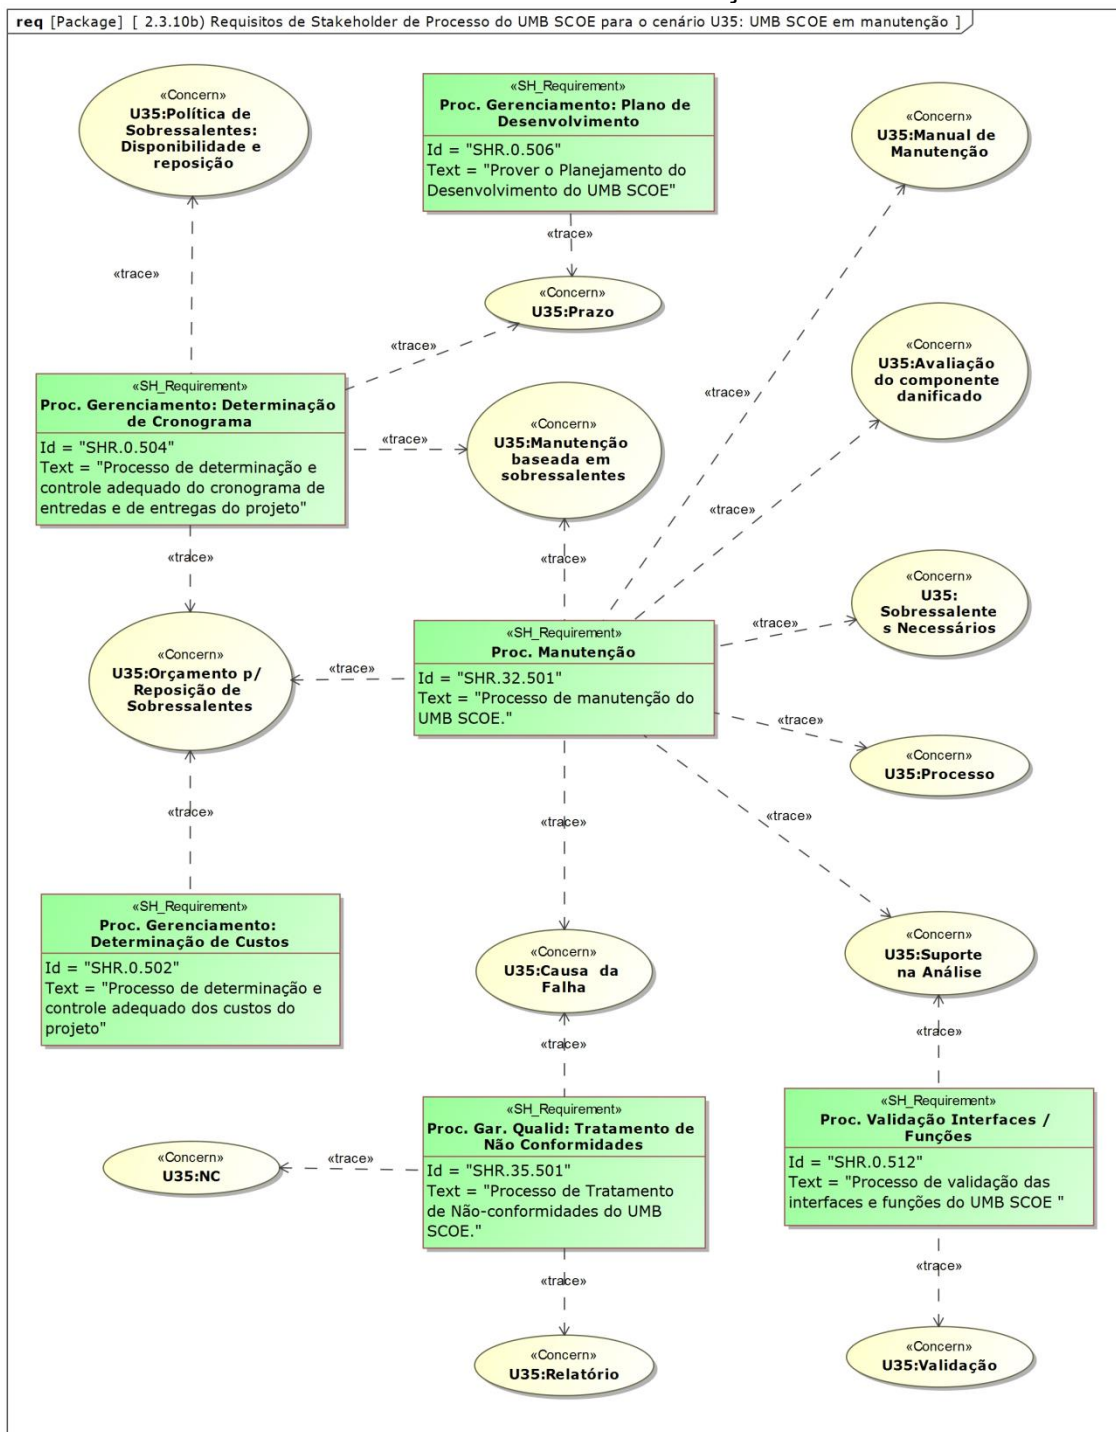 req [Package] [ 2.3.10b) Requisitos de Stakeholder de Processo do UMB SCOE para o cenário U35: UMB SCOE em manutenção ]
«Concern»
U35:Política de
Sobressalentes:
Disponibilidade e
reposição
«SH_Requirement»
Proc. Gerenciamento: Plano de
Desenvolvimento
Id = "SHR.0.506"
Text = "Prover o Planejamento do
Desenvolvimento do UMB SCOE"
«Concern»
U35:Manual de
Manutenção
«trace»
«trace»
«Concern»
U35:Prazo
«trace»
«trace»
«Concern»
U35:Avaliação
do componente
danificado
«SH_Requirement»
Proc. Gerenciamento: Determinação
de Cronograma
Id = "SHR.0.504"
Text = "Processo de determinação e
controle adequado do cronograma de
entredas e de entregas do projeto"
«trace»
«Concern»
U35:Manutenção
baseada em
sobressalentes
«trace»
«trace»
«trace»
«Concern»
U35:
Sobressalente
s Necessários
«trace»
«Concern»
U35:Orçamento p/
Reposição de
Sobressalentes
«trace»
«SH_Requirement»
Proc. Manutenção
Id = "SHR.32.501"
Text = "Processo de manutenção do
UMB SCOE."
«trace»
«Concern»
U35:Processo
«trace»
«trace»
«trace»
«SH_Requirement»
Proc. Gerenciamento:
Determinação de Custos
Id = "SHR.0.502"
Text = "Processo de determinação e
controle adequado dos custos do
projeto"
«Concern»
U35:Causa da
Falha
«Concern»
U35:Suporte
na Análise
«trace»
«trace»
«SH_Requirement»
Proc. Gar. Qualid: Tratamento de
Não Conformidades
Id = "SHR.35.501"
Text = "Processo de Tratamento
de Não-conformidades do UMB
SCOE."
«SH_Requirement»
Proc. Validação Interfaces /
Funções
Id = "SHR.0.512"
Text = "Processo de validação das
interfaces e funções do UMB SCOE "
«Concern»
U35:NC
«trace»
«trace»
«trace»
«Concern»
U35:Relatório
«Concern»
U35:Validação